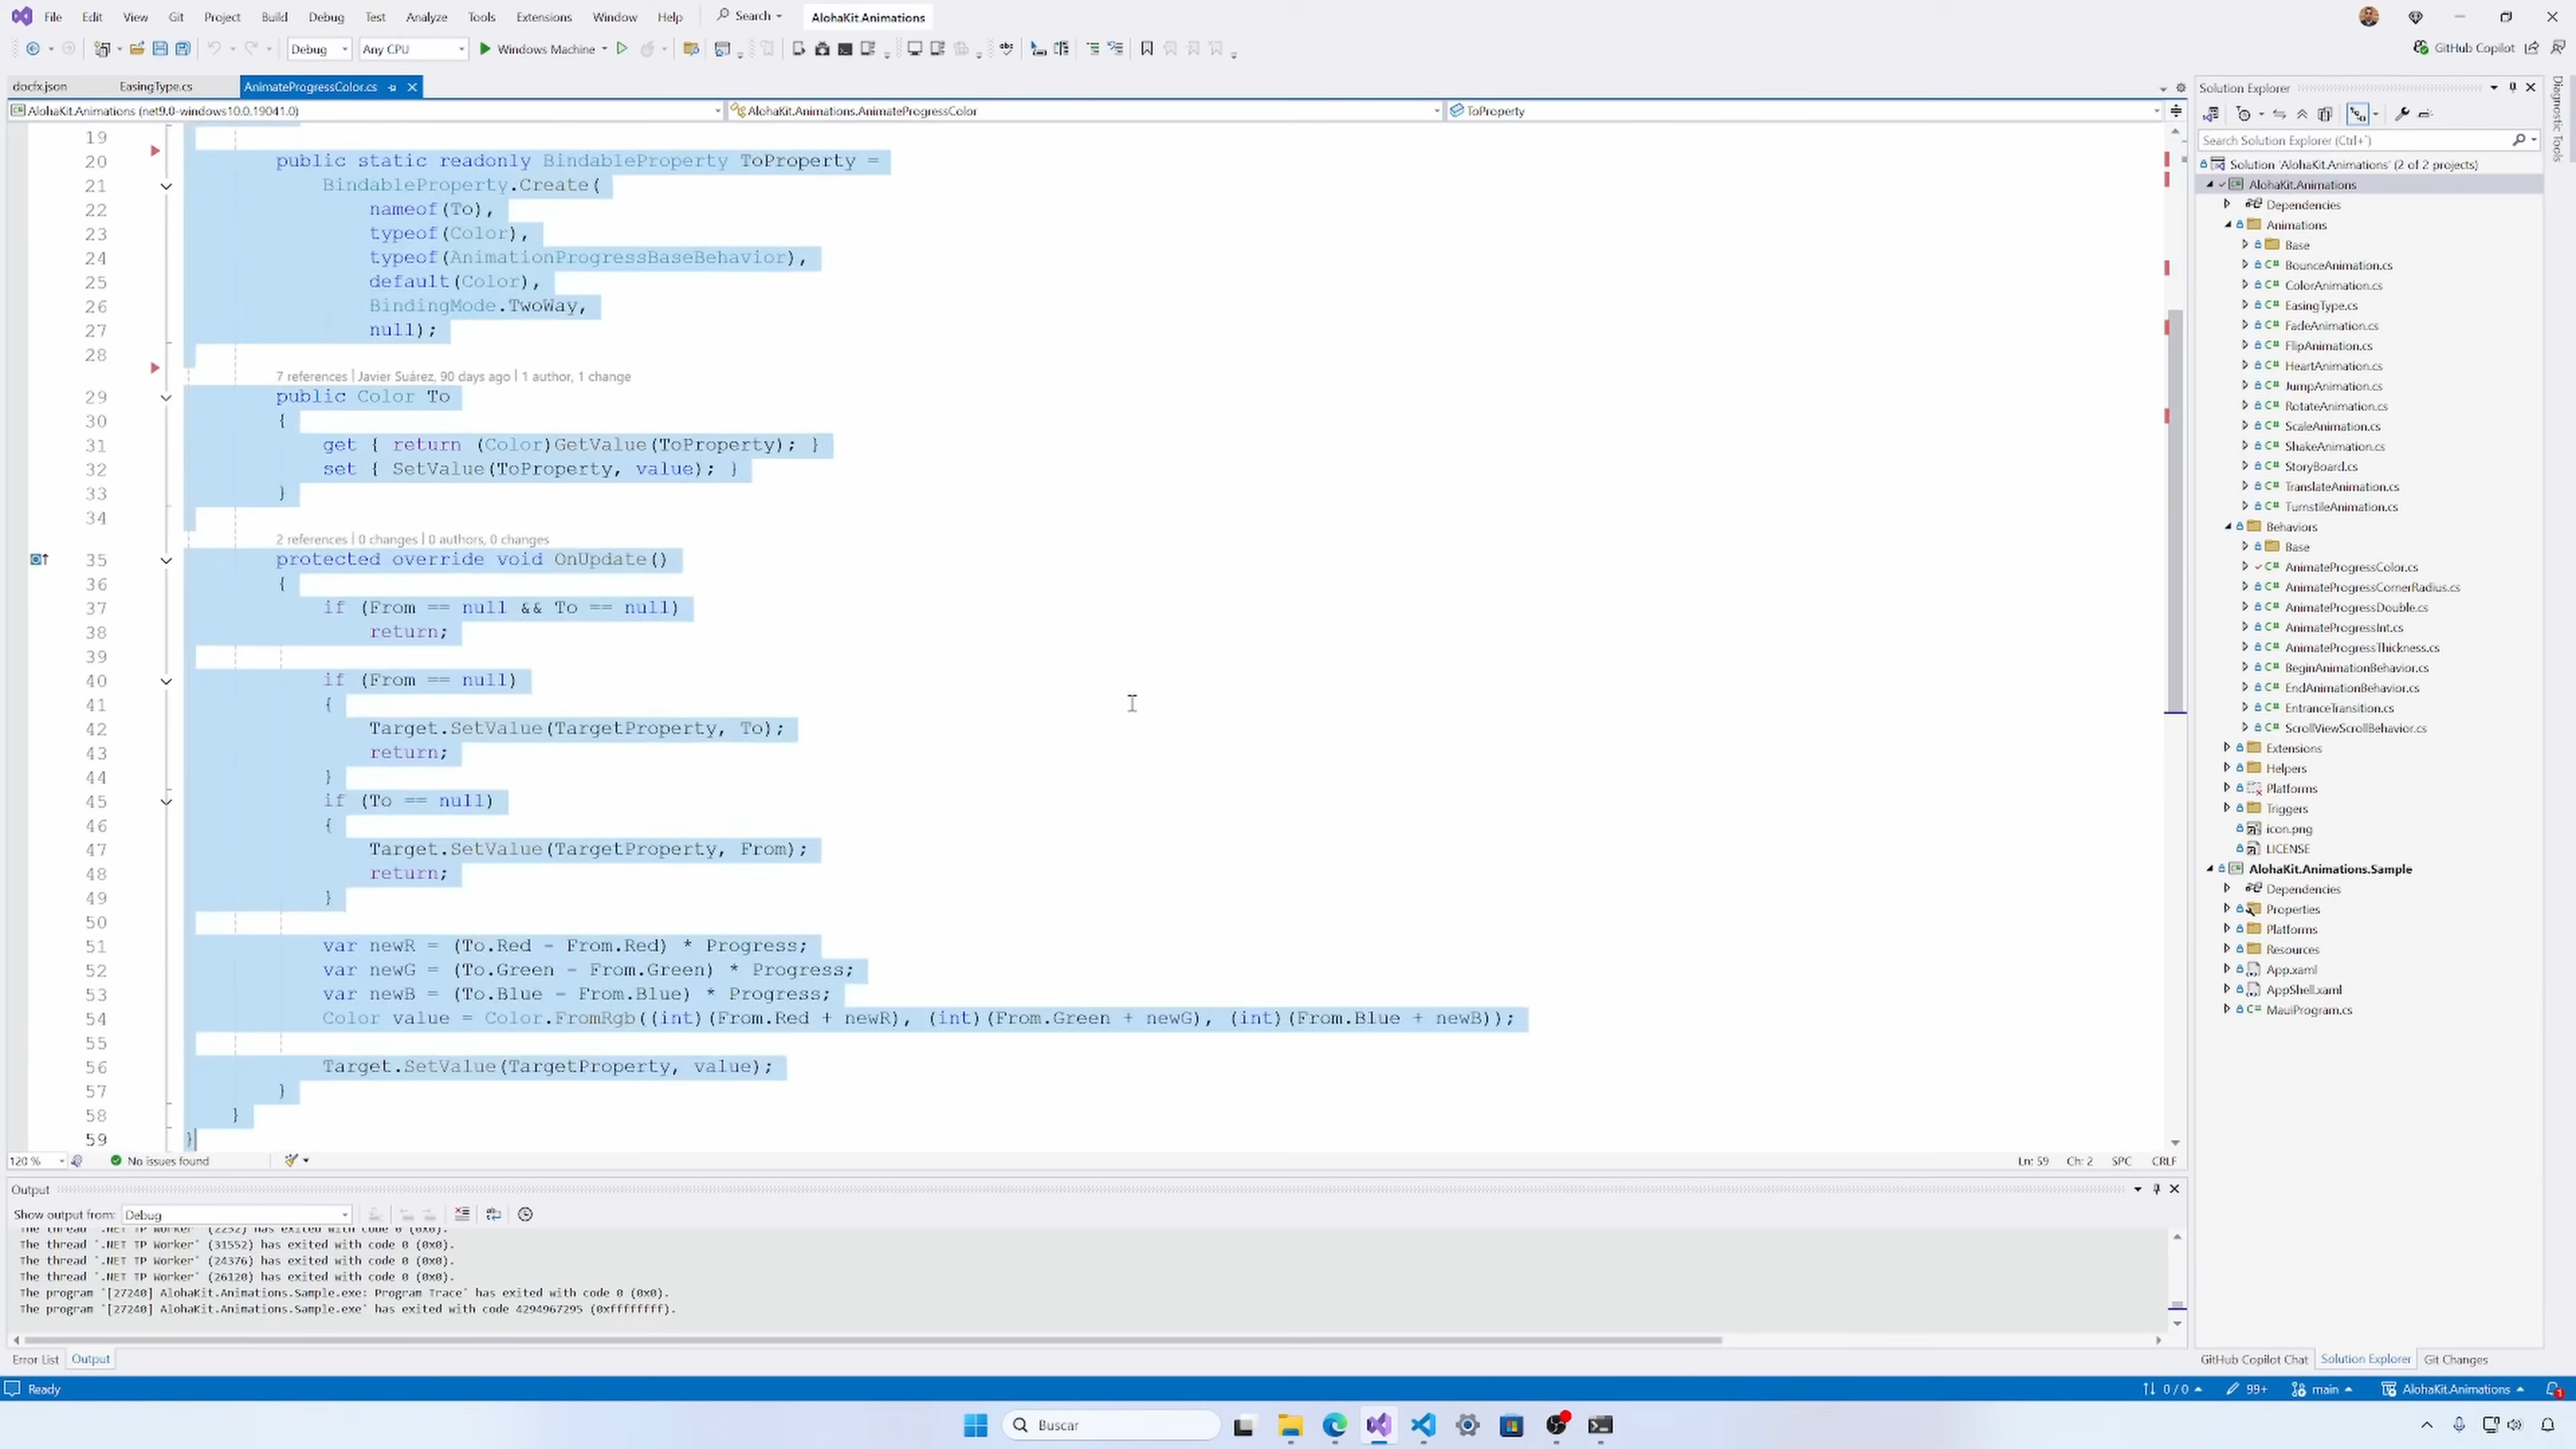 File Edit View Git Project Build Debug Test Analyze Tools Extensions Window Help Search AlohaKit.Animations
Debug Any CPU Windows Machine GitHub Copilot
docfx.json EasingType.cs AnimateProgressColor.cs
AlohaKit.Animations (net9.0-windows10.0.19041.0) AlohaKit.Animations.AnimateProgressColor ToProperty
19
20 public static readonly BindableProperty ToProperty =
21 BindableProperty.Create(
22 nameof(To),
23 typeof(Color),
24 typeof(AnimationProgressBaseBehavior),
25 default(Color),
26 BindingMode.TwoWay,
27 null);
28
7 references | Javier Suárez, 90 days ago | 1 author, 1 change
29 public Color To
30 {
31 get { return (Color)GetValue(ToProperty); }
32 set { SetValue(ToProperty, value); }
33 }
34
2 references | 0 changes | 0 authors, 0 changes
35 protected override void OnUpdate()
36 {
37 if (From == null && To == null)
38 return;
39
40 if (From == null)
41 {
42 Target.SetValue(TargetProperty, To);
43 return;
44 }
45 if (To == null)
46 {
47 Target.SetValue(TargetProperty, From);
48 return;
49 }
50
51 var newR = (To.Red - From.Red) * Progress;
52 var newG = (To.Green - From.Green) * Progress;
53 var newB = (To.Blue - From.Blue) * Progress;
54 Color value = Color.FromRgb((int)(From.Red + newR), (int)(From.Green + newG), (int)(From.Blue + newB));
55
56 Target.SetValue(TargetProperty, value);
57 }
58 }
59 }
120 % No issues found Ln: 59 Ch: 2 SPC CRLF
Output
Show output from: Debug
The thread '.NET TP Worker' (2252) has exited with code 0 (0x0).
The thread '.NET TP Worker' (31552) has exited with code 0 (0x0).
The thread '.NET TP Worker' (24376) has exited with code 0 (0x0).
The thread '.NET TP Worker' (26120) has exited with code 0 (0x0).
The program '[27240] AlohaKit.Animations.Sample.exe: Program Trace' has exited with code 0 (0x0).
The program '[27240] AlohaKit.Animations.Sample.exe' has exited with code 4294967295 (0xffffffff).
Error List Output
Solution Explorer
Search Solution Explorer (Ctrl+`)
Solution 'AlohaKit.Animations' (2 of 2 projects)
AlohaKit.Animations
Dependencies
Animations
Base
BounceAnimation.cs
ColorAnimation.cs
EasingType.cs
FadeAnimation.cs
FlipAnimation.cs
HeartAnimation.cs
JumpAnimation.cs
RotateAnimation.cs
ScaleAnimation.cs
ShakeAnimation.cs
StoryBoard.cs
TranslateAnimation.cs
TurnstileAnimation.cs
Behaviors
Base
AnimateProgressColor.cs
AnimateProgressCornerRadius.cs
AnimateProgressDouble.cs
AnimateProgressInt.cs
AnimateProgressThickness.cs
BeginAnimationBehavior.cs
EndAnimationBehavior.cs
EntranceTransition.cs
ScrollViewScrollBehavior.cs
Extensions
Helpers
Platforms
Triggers
icon.png
LICENSE
AlohaKit.Animations.Sample
Dependencies
Properties
Platforms
Resources
App.xaml
AppShell.xaml
MauiProgram.cs
GitHub Copilot Chat Solution Explorer Git Changes
Diagnostic Tools
Ready 0 / 0 99+ main AlohaKit.Animations 1
Buscar